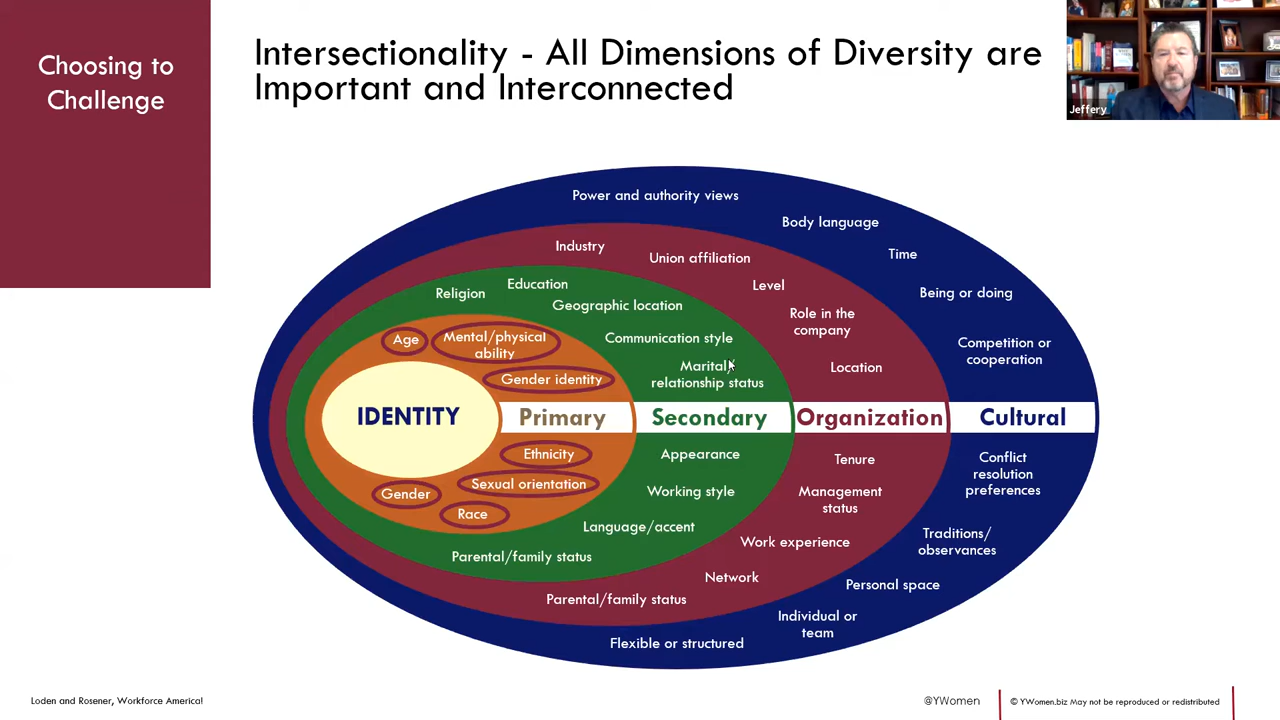 Choosing to
Challenge
Intersectionality - All Dimensions of Diversity are
Important and Interconnected
Jeffery
Power and authority views
Body language
Time
Being or doing
Competition or
cooperation
Industry
Union affiliation
Level
Role in the
company
Location
Religion
Education
Geographic location
Communication style
Marital/
relationship status
Age
Mental/physical
ability
Gender identity
IDENTITY
Primary
Secondary
Organization
Cultural
Ethnicity
Sexual orientation
Gender
Race
Appearance
Working style
Language/accent
Parental/family status
Tenure
Management
status
Work experience
Network
Parental/family status
Conflict
resolution
preferences
Traditions/
observances
Personal space
Individual or
team
Flexible or structured
Loden and Rosener, Workforce America!
@YWomen
© YWomen.biz May not be reproduced or redistributed